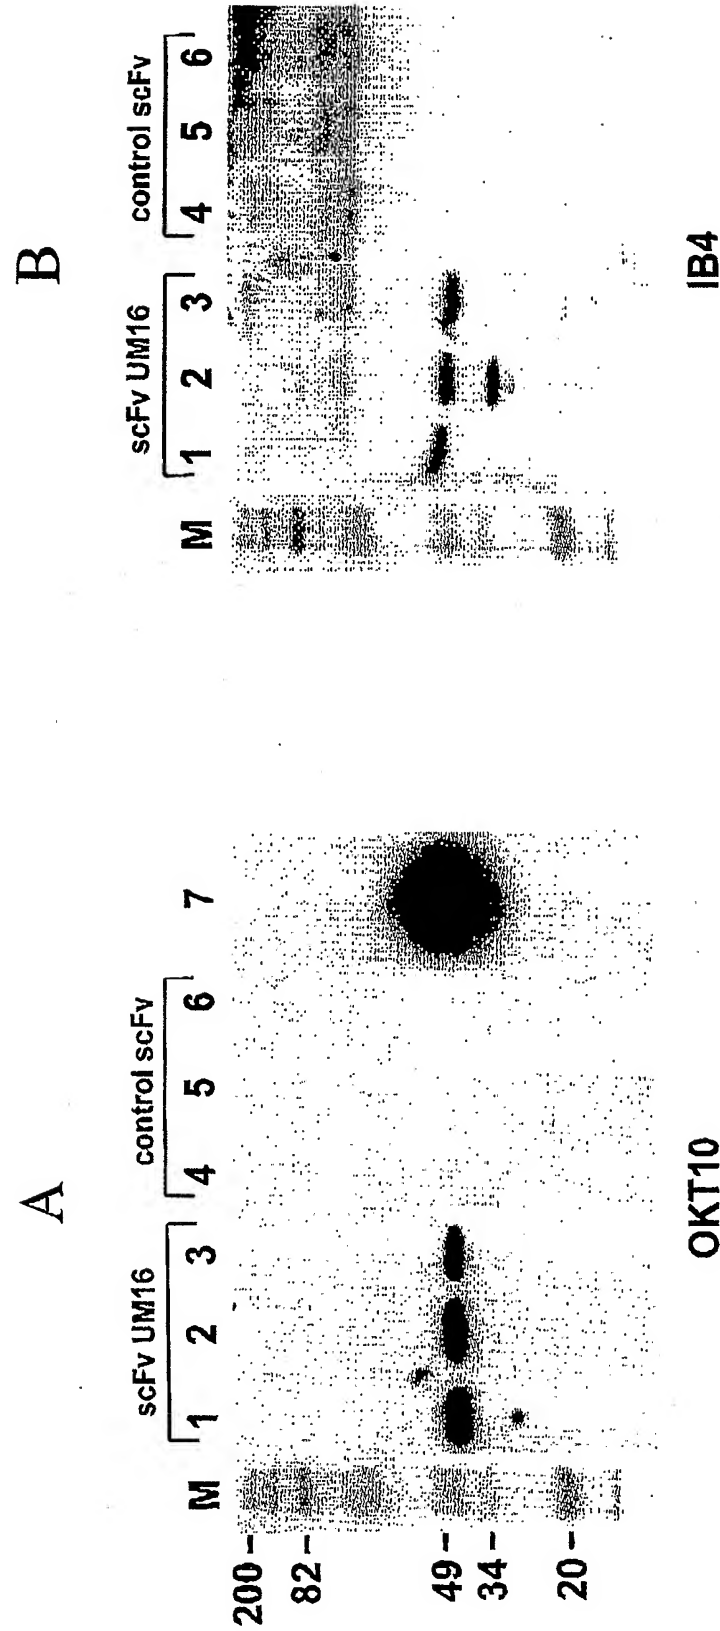 A
scFv UM16
control scFv
M 1 2 3 4 5 6 7
200-
82-
49-
34-
20-
OKT10
B
scFv UM16
control scFv
M 1 2 3 4 5 6
IB4